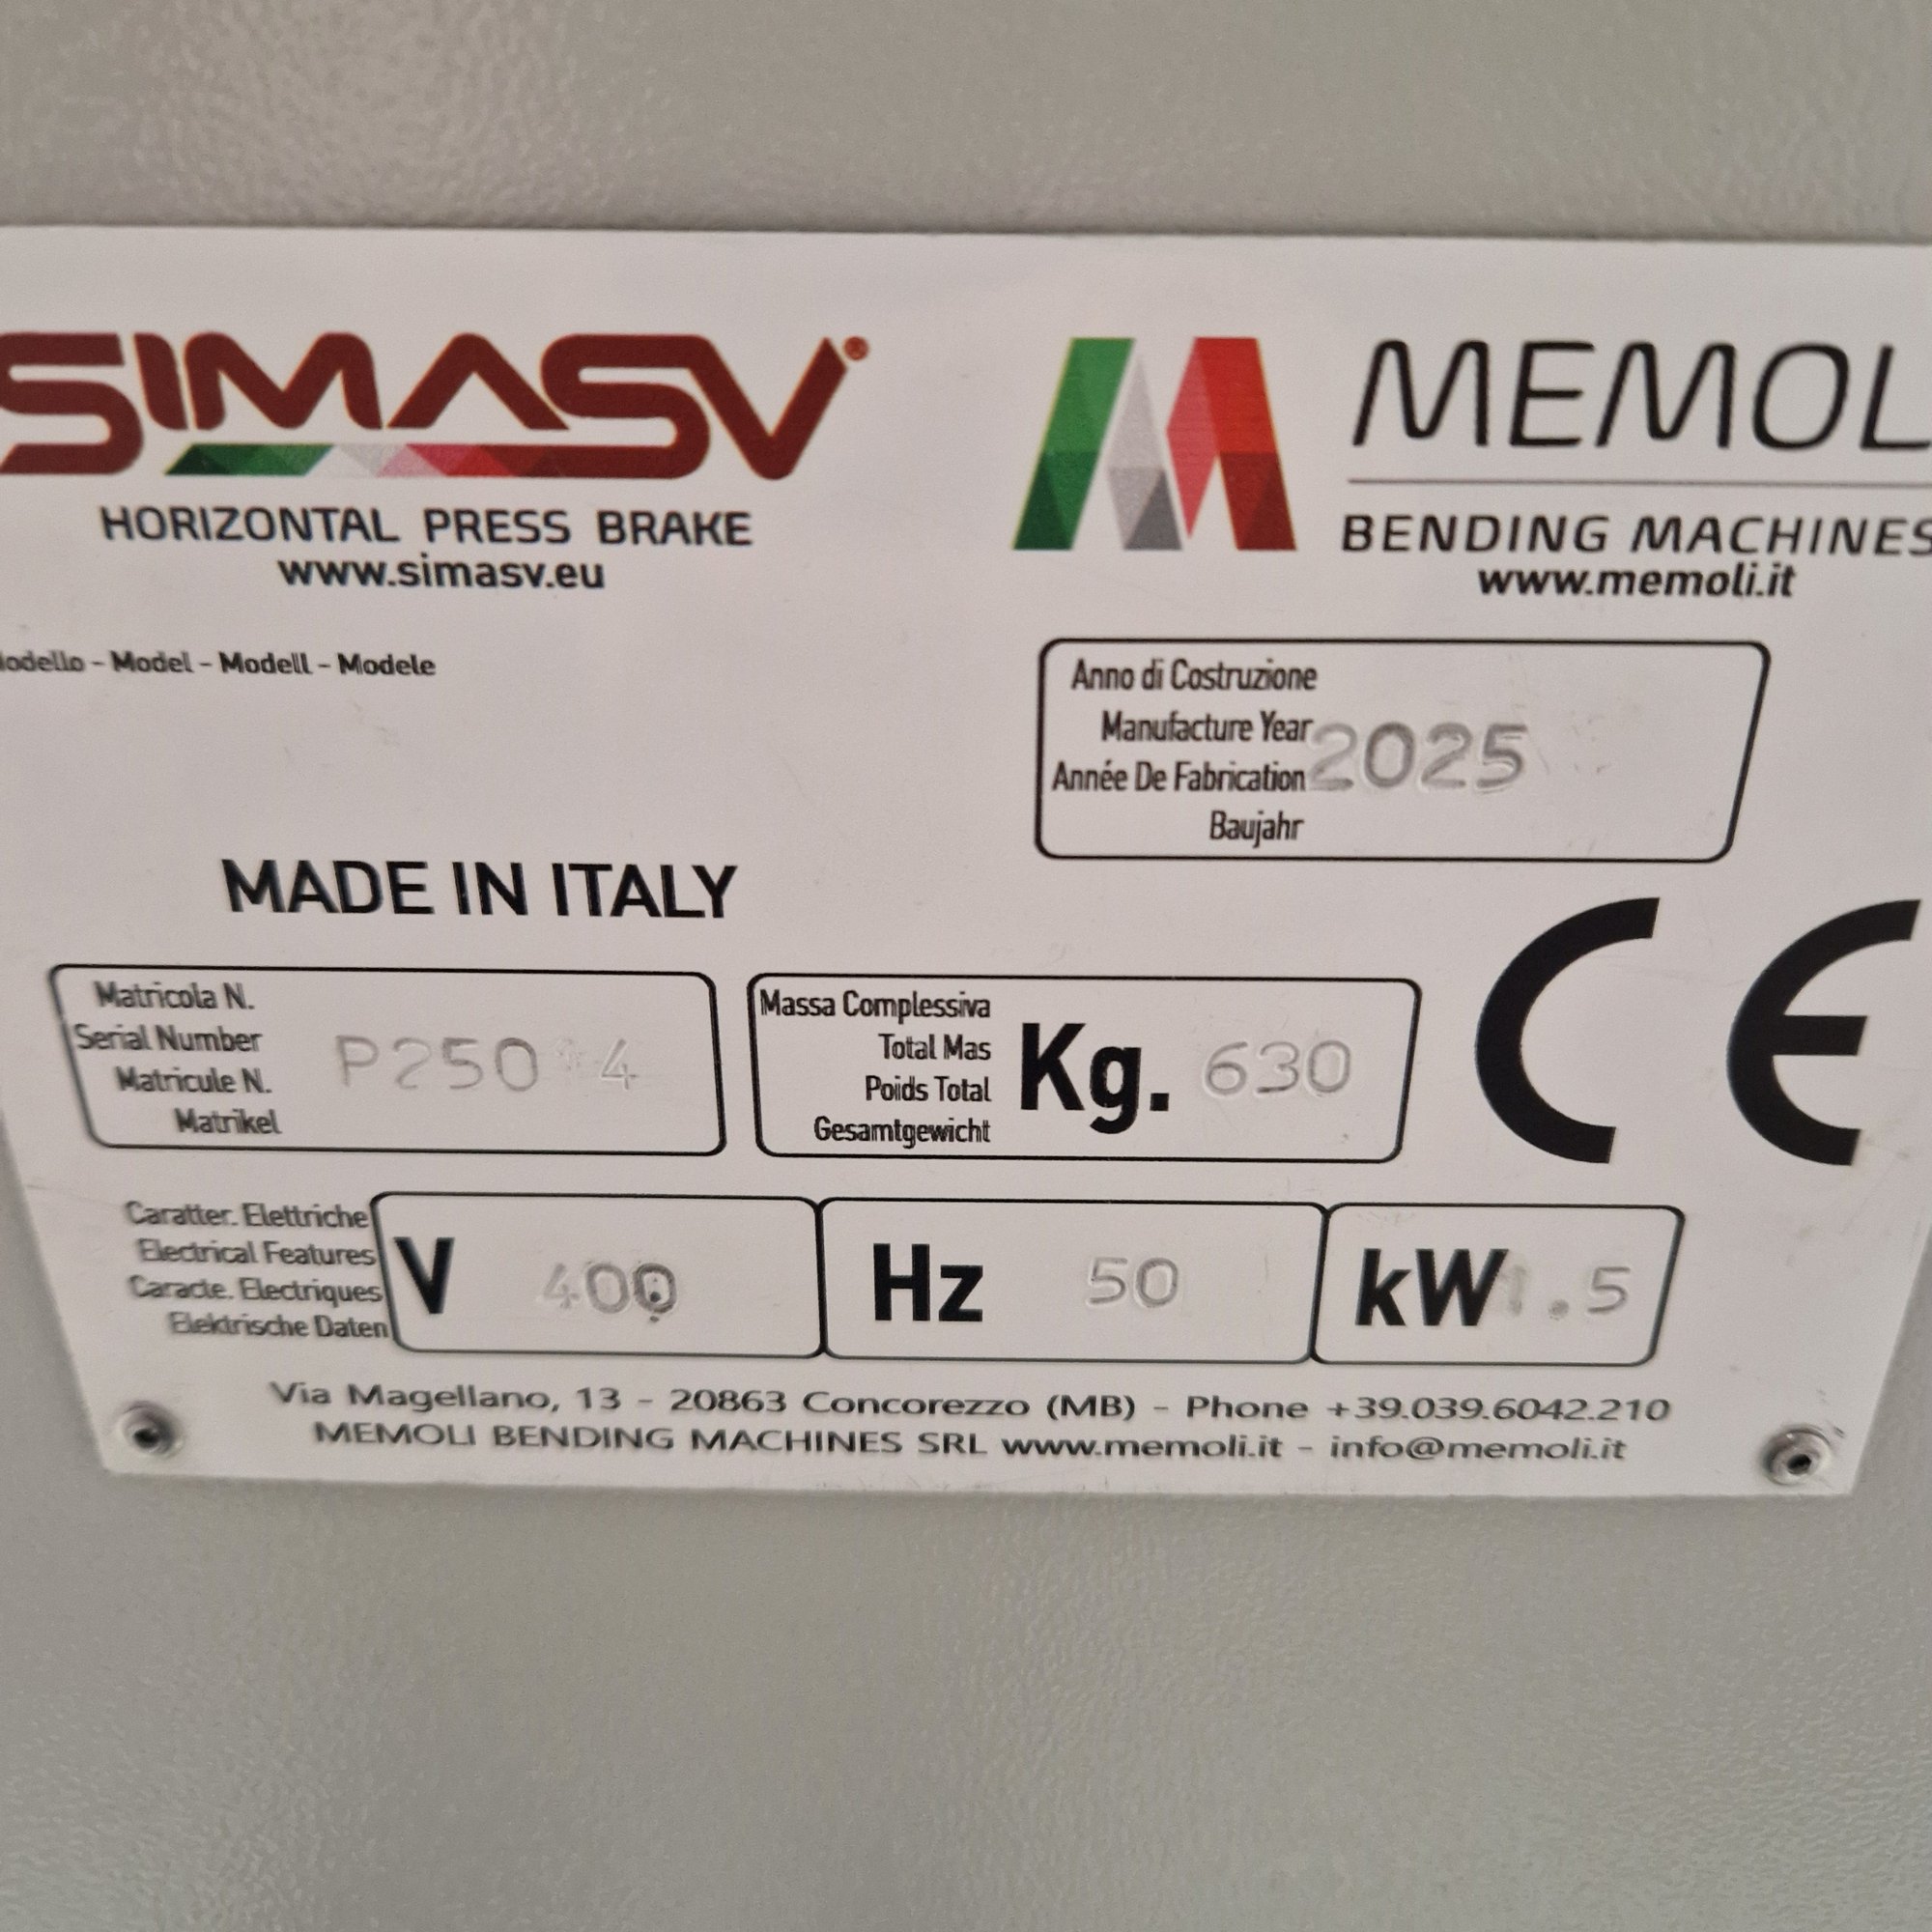 SIMASV®
HORIZONTAL PRESS BRAKE
www.simasv.eu
MEMOL
BENDING MACHINES
www.memoli.it
odello - Model - Modell - Modele
Anno di Costruzione
Manufacture Year
Année De Fabrication
Baujahr
2025
MADE IN ITALY
Matricola N.
Serial Number
Matricule N.
Matrikel
Massa Complessiva
Total Mas
Poids Total
Gesamtgewicht
Kg. 630
CE
Caratter. Elettriche
Electrical Features
Caracte. Electriques
Elektrische Daten
V 400
Hz 50
kW 1.5
Via Magellano, 13 - 20863 Concorezzo (MB) - Phone +39.039.6042.210
MEMOLI BENDING MACHINES SRL www.memoli.it - info@memoli.it